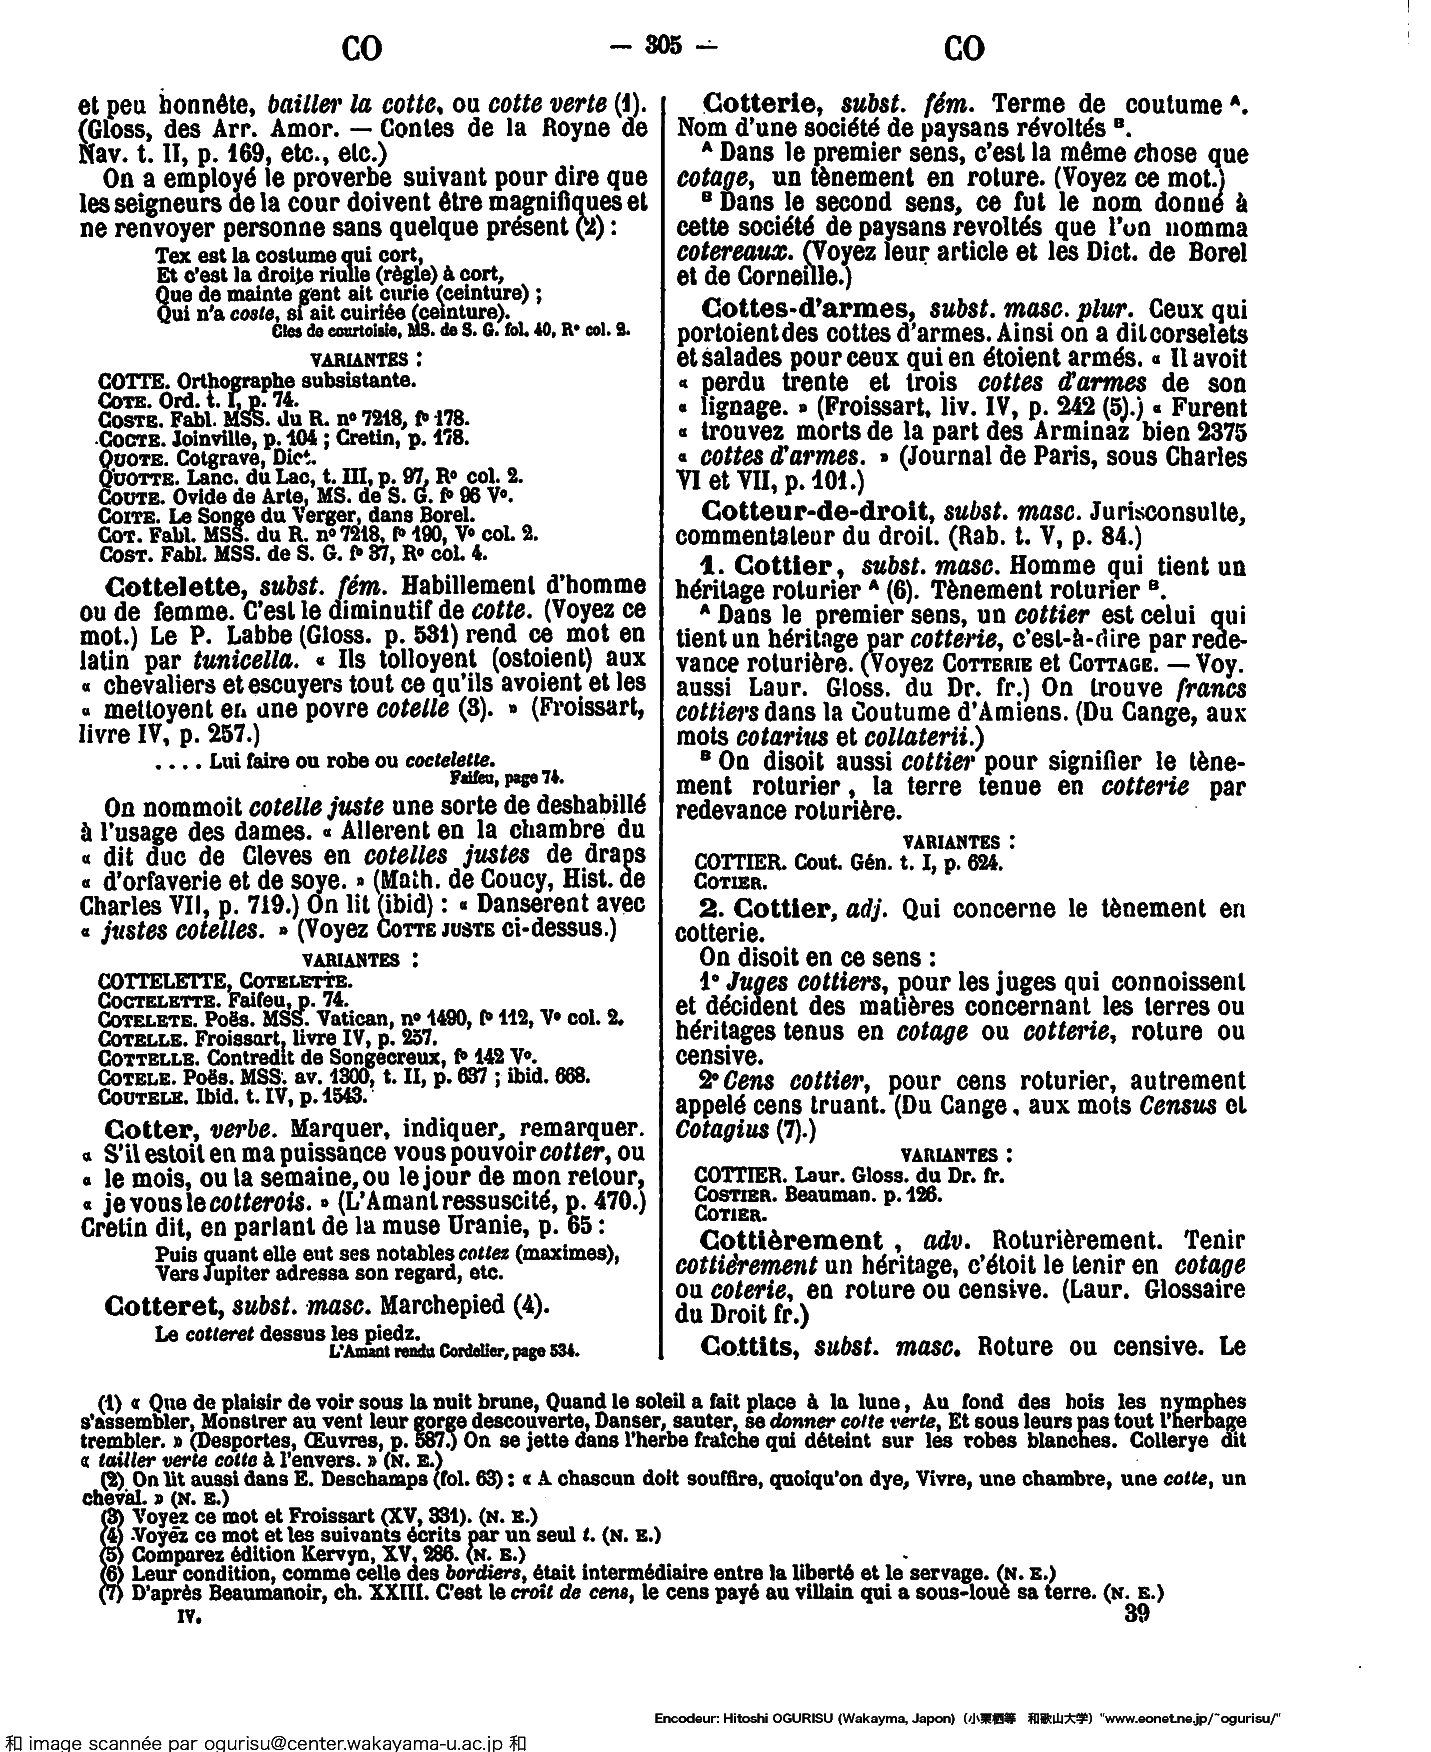 CO — 305 — CO
et peu honnête, bailler la cotte, ou cotte verte (1).
(Gloss, des Arr. Amor. — Contes de la Royne de
Nav. t. II, p. 169, etc., etc.)
On a employé le proverbe suivant pour dire que
les seigneurs de la cour doivent être magnifiques et
ne renvoyer personne sans quelque présent (2) :
Tex est la costume qui cort,
Et c'est la droite riulle (règle) à cort,
Que de mainte gent ait curie (ceinture) ;
Qui n'a coste, si ait cuiriée (ceinture).
Cles de courtoisie, MS. de S. G. fol. 40, R° col. 2.
VARIANTES :
COTTE. Orthographe subsistante.
COTE. Ord. t. I, p. 74.
COSTE. Fabl. MSS. du R. n° 7218, f° 178.
COCTE. Joinville, p. 104 ; Cretin, p. 178.
QUOTE. Cotgrave, Dict.
QUOTTE. Lanc. du Lac, t. III, p. 97, R° col. 2.
COUTE. Ovide de Arte, MS. de S. G. f° 96 V°.
COITE. Le Songe du Verger, dans Borel.
COT. Fabl. MSS. du R. n° 7218, f° 190, V° col. 2.
COST. Fabl. MSS. de S. G. f° 37, R° col. 4.
Cottelette, subst. fém. Habillement d'homme
ou de femme. C'est le diminutif de cotte. (Voyez ce
mot.) Le P. Labbe (Gloss. p. 531) rend ce mot en
latin par tunicella. « Ils tolloyent (ostoient) aux
« chevaliers et escuyers tout ce qu'ils avoient et les
« mettoyent en une povre cotelle (3). » (Froissart,
livre IV, p. 257.)
. . . . Lui faire ou robe ou coctelette.
Faifeu, page 74.
On nommoit cotelle juste une sorte de deshabillé
à l'usage des dames. « Allerent en la chambre du
« dit duc de Cleves en cotelles justes de draps
« d'orfaverie et de soye. » (Math. de Coucy, Hist. de
Charles VII, p. 719.) On lit (ibid) : « Danserent avec
« justes cotelles. » (Voyez COTTE JUSTE ci-dessus.)
VARIANTES :
COTTELETTE, COTELETTE.
COCTELETTE. Faifeu, p. 74.
COTELETE. Poës. MSS. Vatican, n° 1490, f° 112, V° col. 2.
COTELLE. Froissart, livre IV, p. 257.
COTTELLE. Contredit de Songecreux, f° 142 V°.
COTELE. Poës. MSS. av. 1300, t. II, p. 637 ; ibid. 668.
COUTELE. Ibid. t. IV, p. 1543.
Cotter, verbe. Marquer, indiquer, remarquer.
« S'il estoit en ma puissance vous pouvoir cotter, ou
« le mois, ou la semaine, ou le jour de mon retour,
« je vous le cotterois. » (L'Amant ressuscité, p. 470.)
Cretin dit, en parlant de la muse Uranie, p. 65 :
Puis quant elle eut ses notables cottez (maximes),
Vers Jupiter adressa son regard, etc.
Cotteret, subst. masc. Marchepied (4).
Le cotteret dessus les piedz.
L'Amant rendu Cordelier, page 534.
Cotterie, subst. fém. Terme de coutume A.
Nom d'une société de paysans révoltés B.
A Dans le premier sens, c'est la même chose que
cotage, un tènement en roture. (Voyez ce mot.)
B Dans le second sens, ce fut le nom donué à
cette société de paysans revoltés que l'on nomma
cotereaux. (Voyez leur article et les Dict. de Borel
et de Corneille.)
Cottes-d'armes, subst. masc. plur. Ceux qui
portoient des cottes d'armes. Ainsi on a dit corselets
et salades pour ceux qui en étoient armés. « Il avoit
« perdu trente et trois cottes d'armes de son
« lignage. » (Froissart, liv. IV, p. 242 (5).) « Furent
« trouvez morts de la part des Arminaz bien 2375
« cottes d'armes. » (Journal de Paris, sous Charles
VI et VII, p. 101.)
Cotteur-de-droit, subst. masc. Jurisconsulte,
commentateur du droit. (Rab. t. V, p. 84.)
1. Cottier, subst. masc. Homme qui tient un
héritage roturier A (6). Tènement roturier B.
A Dans le premier sens, un cottier est celui qui
tient un héritage par cotterie, c'est-à-dire par rede-
vance roturière. (Voyez COTTERIE et COTTAGE. — Voy.
aussi Laur. Gloss. du Dr. fr.) On trouve francs
cottiers dans la Coutume d'Amiens. (Du Cange, aux
mots cotarius et collaterii.)
B On disoit aussi cottier pour signifier le tène-
ment roturier, la terre tenue en cotterie par
redevance roturière.
VARIANTES :
COTTIER. Cout. Gén. t. I, p. 624.
COTIER.
2. Cottier, adj. Qui concerne le tènement en
cotterie.
On disoit en ce sens :
1° Juges cottiers, pour les juges qui connoissent
et décident des matières concernant les terres ou
héritages tenus en cotage ou cotterie, roture ou
censive.
2° Cens cottier, pour cens roturier, autrement
appelé cens truant. (Du Cange, aux mots Census et
Cotagius (7).)
VARIANTES :
COTTIER. Laur. Gloss. du Dr. fr.
COSTIER. Beauman. p. 126.
COTIER.
Cottièrement, adv. Roturièrement. Tenir
cottièrement un héritage, c'étoit le tenir en cotage
ou coterie, en roture ou censive. (Laur. Glossaire
du Droit fr.)
Cottits, subst. masc. Roture ou censive. Le
(1) « Que de plaisir de voir sous la nuit brune, Quand le soleil a fait place à la lune, Au fond des bois les nymphes
s'assembler, Monstrer au vent leur gorge descouverte, Danser, sauter, se donner cotte verte, Et sous leurs pas tout l'herbage
trembler. » (Desportes, Œuvres, p. 587.) On se jette dans l'herbe fraîche qui déteint sur les robes blanches. Collerye dit
« tailler verte cotte à l'envers. » (N. E.)
(2) On lit aussi dans E. Deschamps (fol. 63) : « A chascun doit souffire, quoiqu'on dye, Vivre, une chambre, une cotte, un
cheval. » (N. E.)
(3) Voyez ce mot et Froissart (XV, 331). (N. E.)
(4) Voyez ce mot et les suivants écrits par un seul t. (N. E.)
(5) Comparez édition Kervyn, XV, 286. (N. E.)
(6) Leur condition, comme celle des bordiers, était intermédiaire entre la liberté et le servage. (N. E.)
(7) D'après Beaumanoir, ch. XXIII. C'est le croît de cens, le cens payé au villain qui a sous-loué sa terre. (N. E.)
IV. 39
Encodeur: Hitoshi OGURISU (Wakayma, Japon) (小栗栖等 和歌山大学) "www.eonet.ne.jp/~ogurisu/"
和 image scannée par ogurisu@center.wakayama-u.ac.jp 和